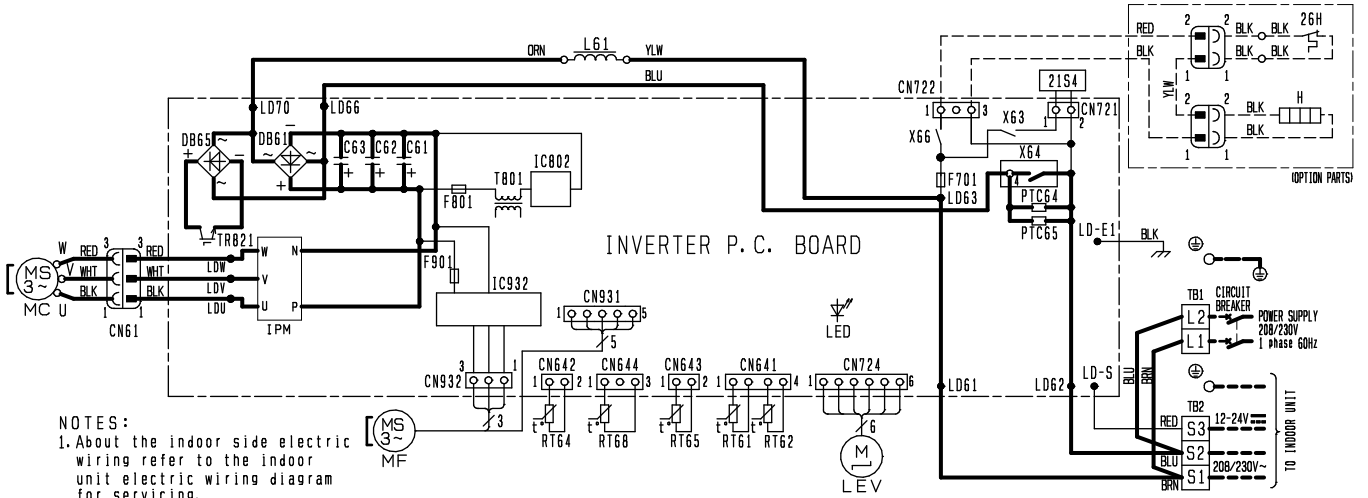 ORN
L61
YLW
BLU
RED
BLK
2
2
BLK
BLK
26H
BLK
BLK
1
1
YLW
2
2
BLK
H
BLK
1
1
(OPTION PARTS)
LD70
LD66
CN722
1
3
21S4
1
2
CN721
X66
X63
X64
4
F701
LD63
PTC64
PTC65
DB65
+
−
~
~
DB61
−
~
~
+
C63
C62
C61
+
+
+
F801
T801
IC802
TR821
INVERTER P.C. BOARD
LD-E1
BLK
W
RED
3
3
RED
LDW
W
N
V
WHT
WHT
LDV
V
MS
3~
MC
U
BLK
1
1
BLK
LDU
U
P
CN61
IPM
F901
IC932
CN931
1
5
5
LED
TB1
CIRCUIT
BREAKER
L2
L1
POWER SUPPLY
208/230V
1 phase 60Hz
BLU
BRN
CN932
3
1
3
CN642
1
2
t°
RT64
CN644
1
3
t°
RT68
CN643
1
2
t°
RT65
CN641
1
4
t°
RT61
t°
RT62
CN724
1
6
6
M
LEV
LD61
LD62
LD-S
TB2
RED
S3
12-24V
BLU
S2
208/230V~
BRN
S1
TO INDOOR UNIT
MS
3~
MF
NOTES:
1. About the indoor side electric
wiring refer to the indoor
unit electric wiring diagram
for servicing.